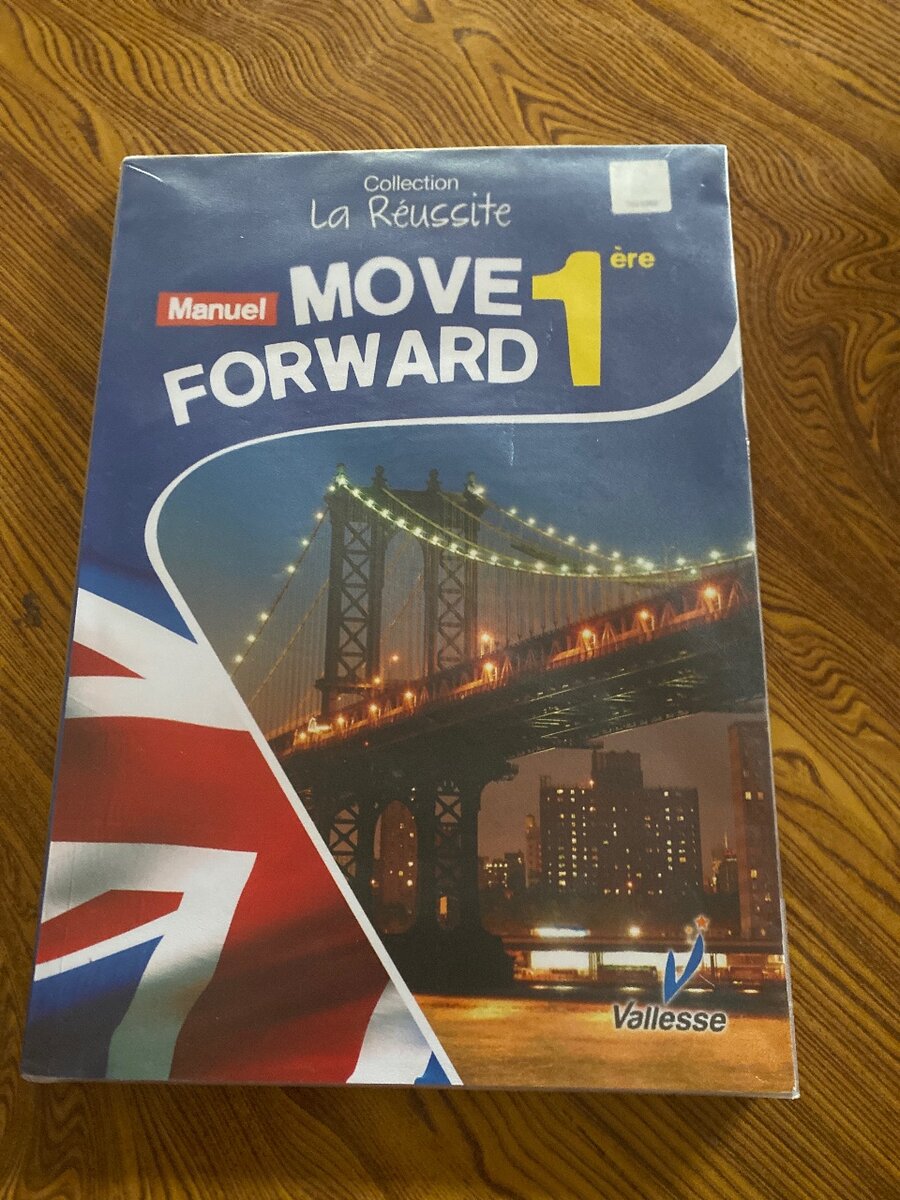 Collection
La Réussite
Manuel
MOVE
FORWARD
1ère
Vallesse